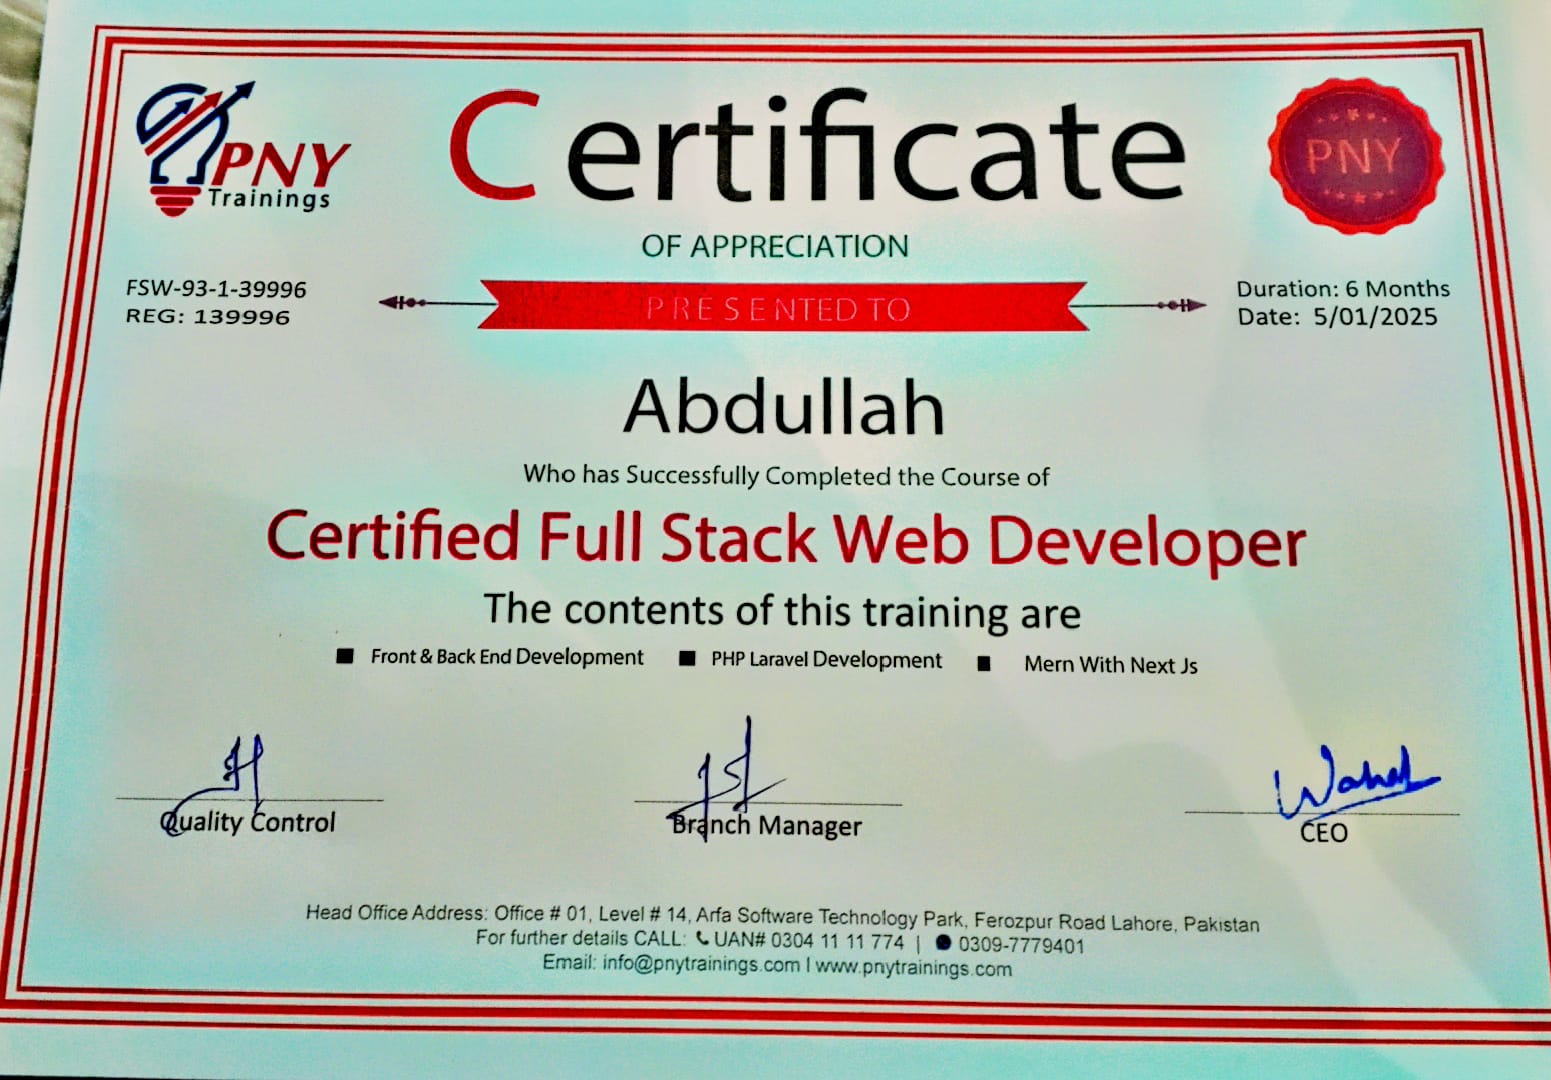 PNY
Trainings
Certificate
PNY
OF APPRECIATION
FSW-93-1-39996
REG: 139996
PRESENTED TO
Duration: 6 Months
Date: 5/01/2025
Abdullah
Who has Successfully Completed the Course of
Certified Full Stack Web Developer
The contents of this training are
■ Front & Back End Development ■ PHP Laravel Development ■ Mern With Next Js
Quality Control
Branch Manager
CEO
Head Office Address: Office # 01, Level # 14, Arfa Software Technology Park, Ferozpur Road Lahore, Pakistan
For further details CALL: UAN# 0304 11 11 774 | 0309-7779401
Email: info@pnytrainings.com | www.pnytrainings.com